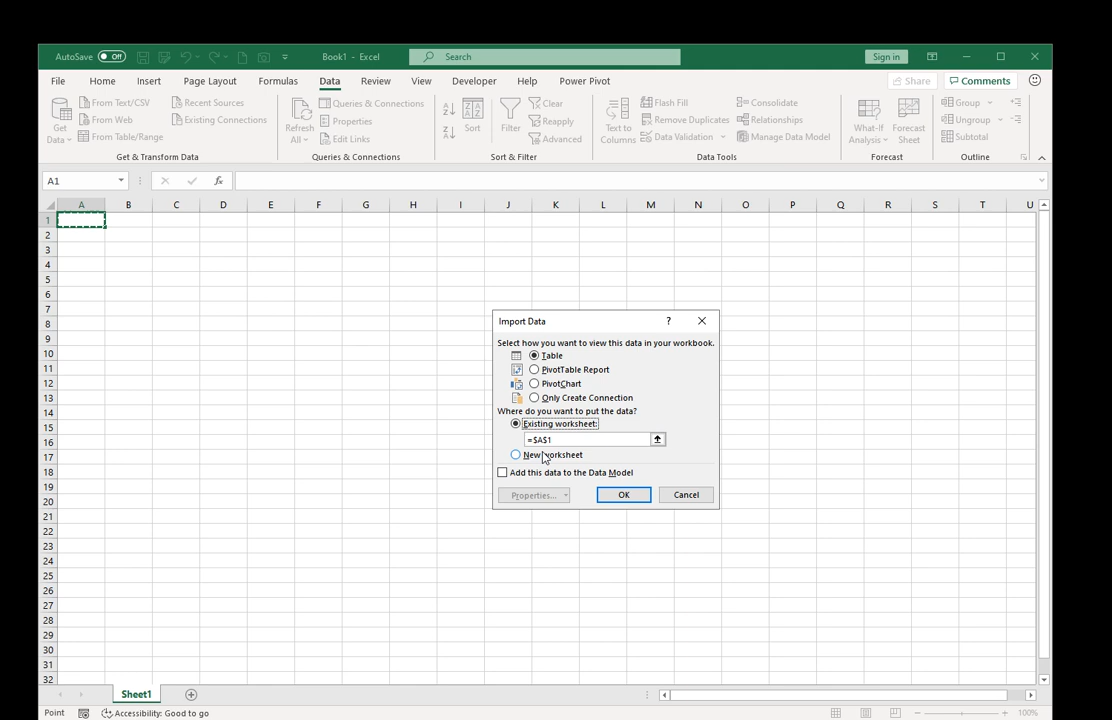 AutoSave Off Book1 - Excel Search Sign in
File Home Insert Page Layout Formulas Data Review View Developer Help Power Pivot Share Comments
Get Data From Text/CSV Recent Sources Refresh All Queries & Connections Sort Filter Clear Text to Columns Flash Fill Consolidate What-If Analysis Forecast Sheet Group
From Web Existing Connections Properties Reapply Remove Duplicates Relationships Ungroup
From Table/Range Edit Links Advanced Data Validation Manage Data Model Subtotal
Get & Transform Data Queries & Connections Sort & Filter Data Tools Forecast Outline
A1 fx
A B C D E F G H I J K L M N O P Q R S T U
1
2
3
4
5
6
7
8
9
10
11
12
13
14
15
16
17
18
19
20
21
22
23
24
25
26
27
28
29
30
31
32
Import Data ?
Select how you want to view this data in your workbook.
Table
PivotTable Report
PivotChart
Only Create Connection
Where do you want to put the data?
Existing worksheet:
=$A$1
New worksheet
Add this data to the Data Model
Properties... OK Cancel
Sheet1
Point Accessibility: Good to go 100%